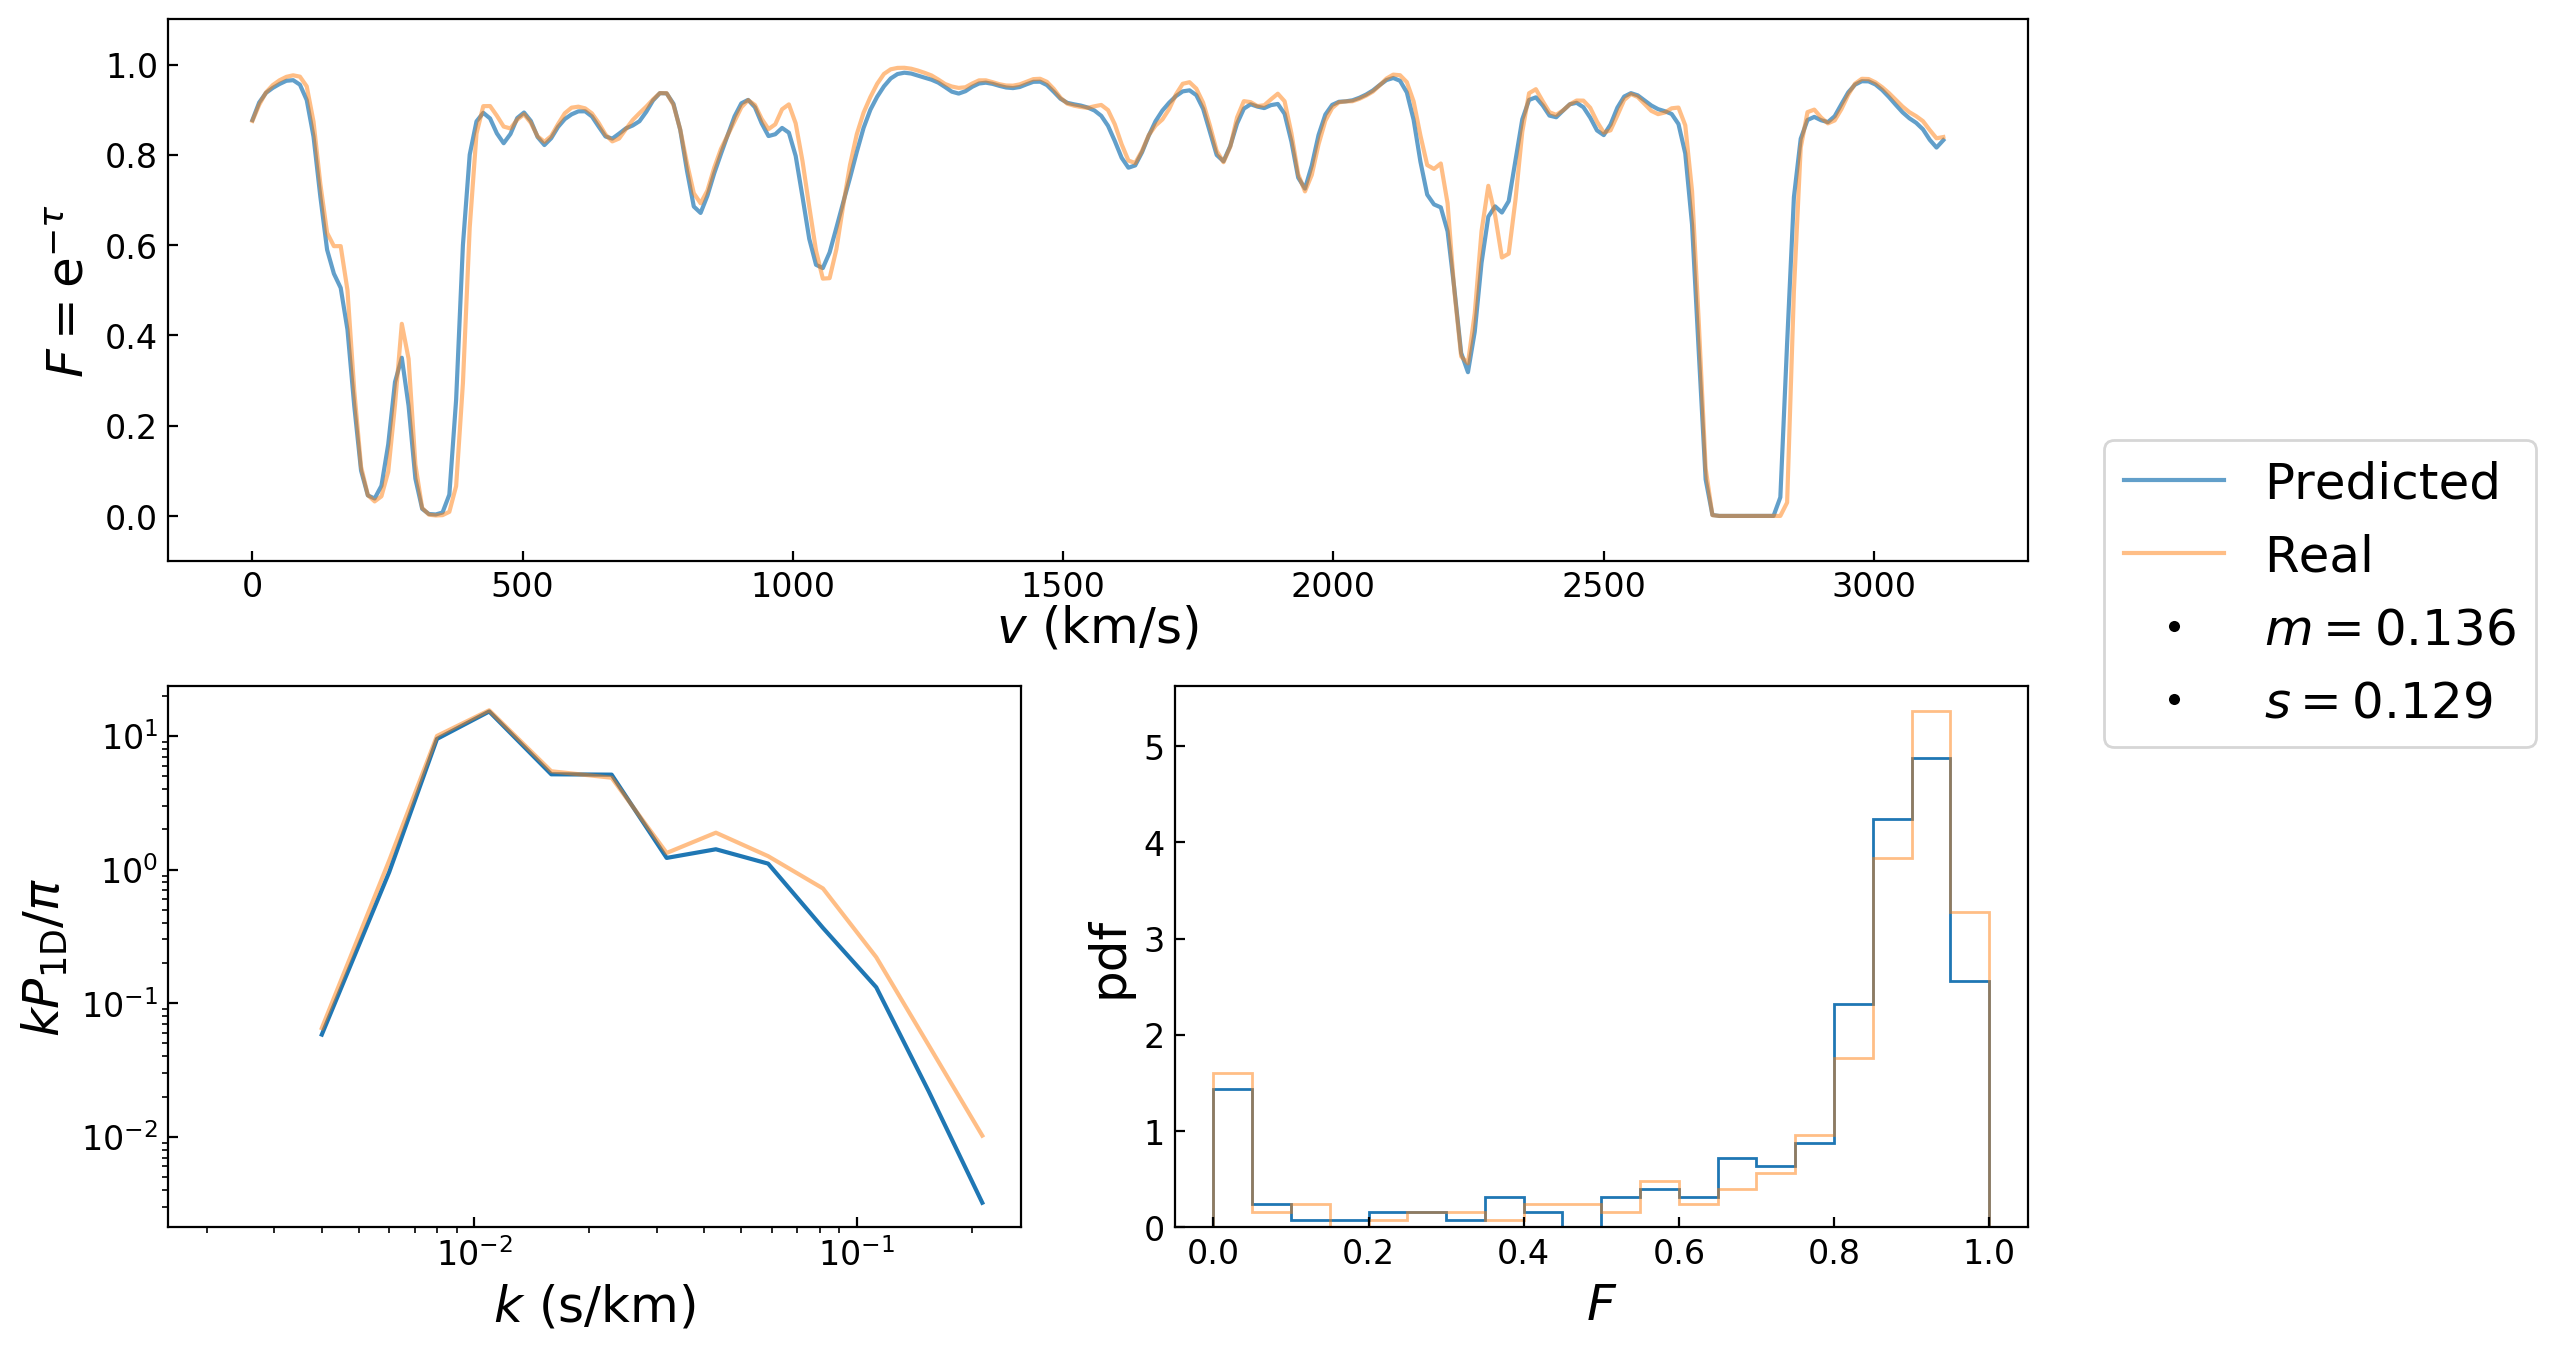 1.0
0.8
0.6
0.4
0.2
0.0
F = e^{−τ}
0 500 1000 1500 2000 2500 3000
v (km/s)
Predicted
Real
m = 0.136
s = 0.129
10^1
10^0
10^{−1}
10^{−2}
kP_{1D}/π
10^{−2} 10^{−1}
k (s/km)
5
4
3
2
1
0
pdf
0.0 0.2 0.4 0.6 0.8 1.0
F